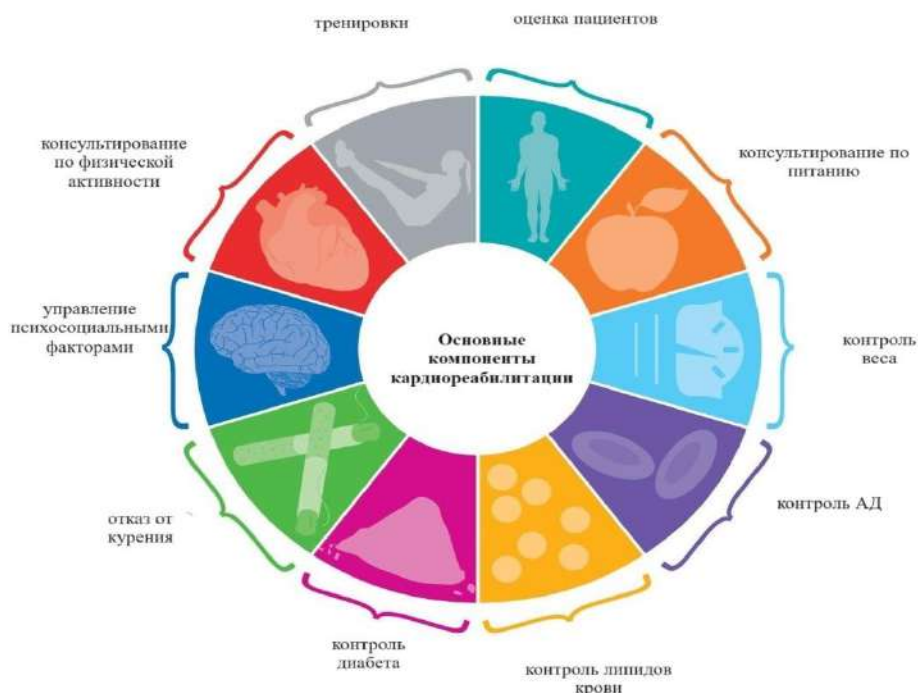 тренировки
оценка пациентов
консультирование
по физической
активности
консультирование по
питанию
управление
психосоциальными
факторами
Основные
компоненты
кардиореабилитации
контроль
веса
отказ от
курения
контроль АД
контроль
диабета
контроль липидов
крови